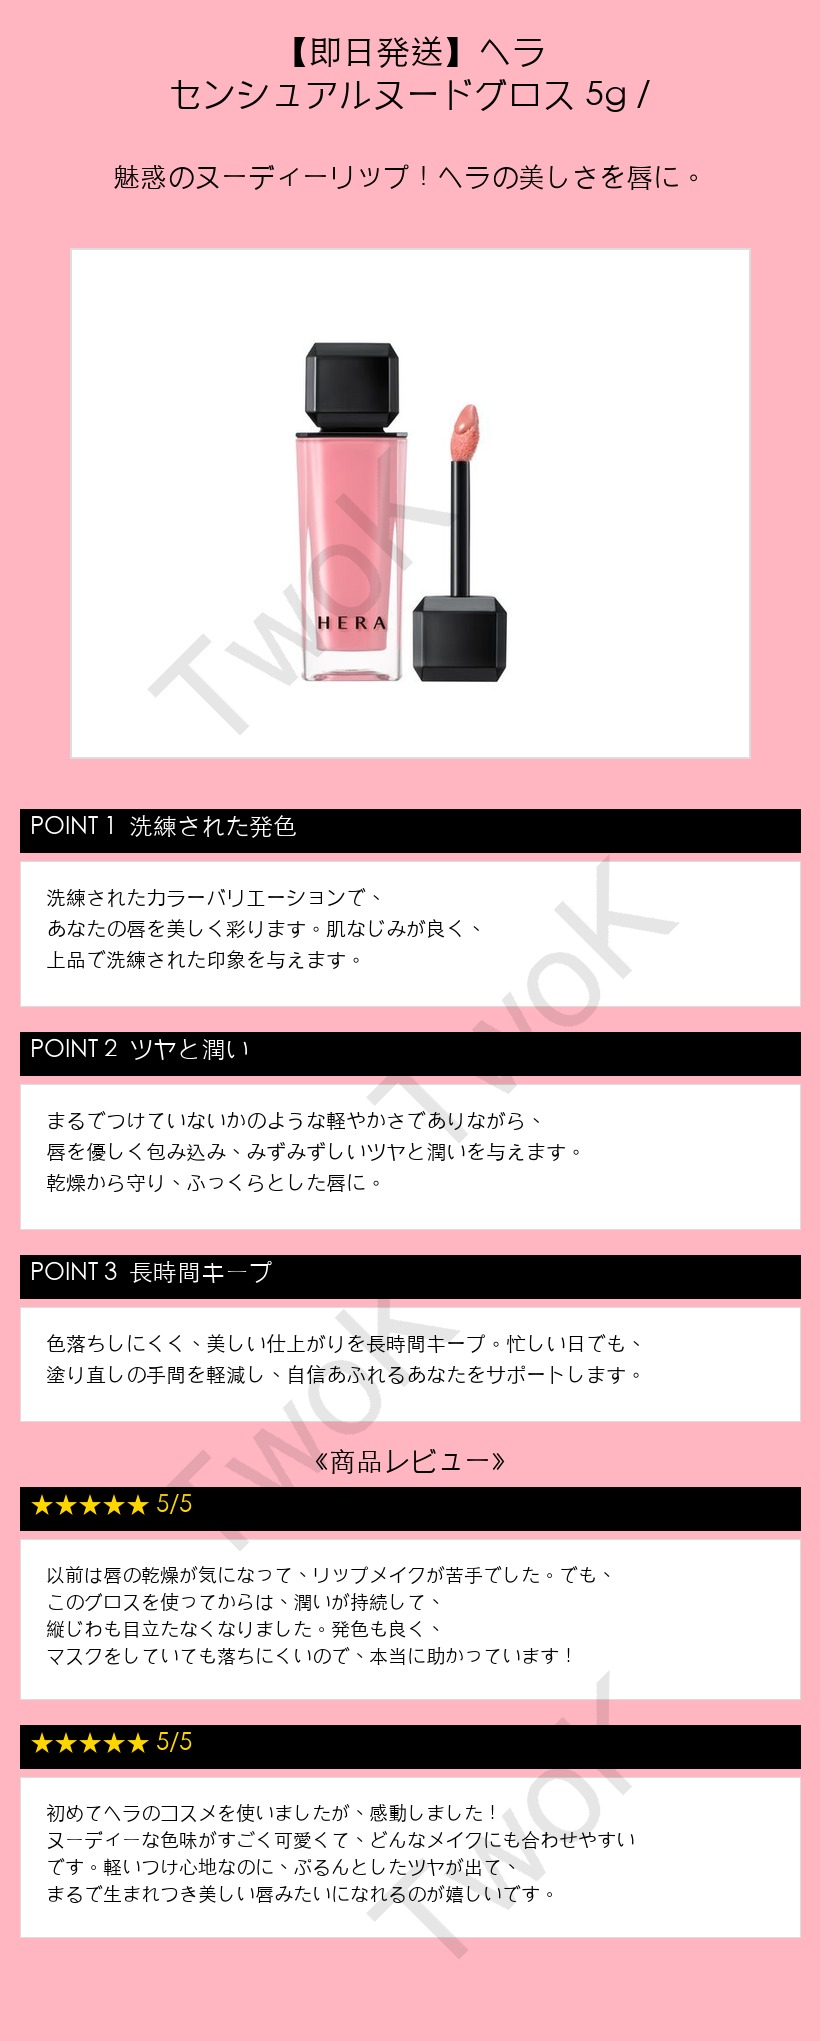 【即日発送】ヘラ
センシュアルヌードグロス 5g /
魅惑のヌーディーリップ！ヘラの美しさを唇に。
HERA
TwoK
POINT 1 洗練された発色
洗練されたカラーバリエーションで、
あなたの唇を美しく彩ります。肌なじみが良く、
上品で洗練された印象を与えます。
TwoK
POINT 2 ツヤと潤い
まるでつけていないかのような軽やかさでありながら、
唇を優しく包み込み、みずみずしいツヤと潤いを与えます。
乾燥から守り、ふっくらとした唇に。
POINT 3 長時間キープ
色落ちしにくく、美しい仕上がりを長時間キープ。忙しい日でも、
塗り直しの手間を軽減し、自信あふれるあなたをサポートします。
TwoK
《商品レビュー》
★★★★★ 5/5
以前は唇の乾燥が気になって、リップメイクが苦手でした。でも、
このグロスを使ってからは、潤いが持続して、
縦じわも目立たなくなりました。発色も良く、
マスクをしていても落ちにくいので、本当に助かっています！
★★★★★ 5/5
初めてヘラのコスメを使いましたが、感動しました！
ヌーディーな色味がすごく可愛くて、どんなメイクにも合わせやすい
です。軽いつけ心地なのに、ぷるんとしたツヤが出て、
まるで生まれつき美しい唇みたいになれるのが嬉しいです。
TwoK